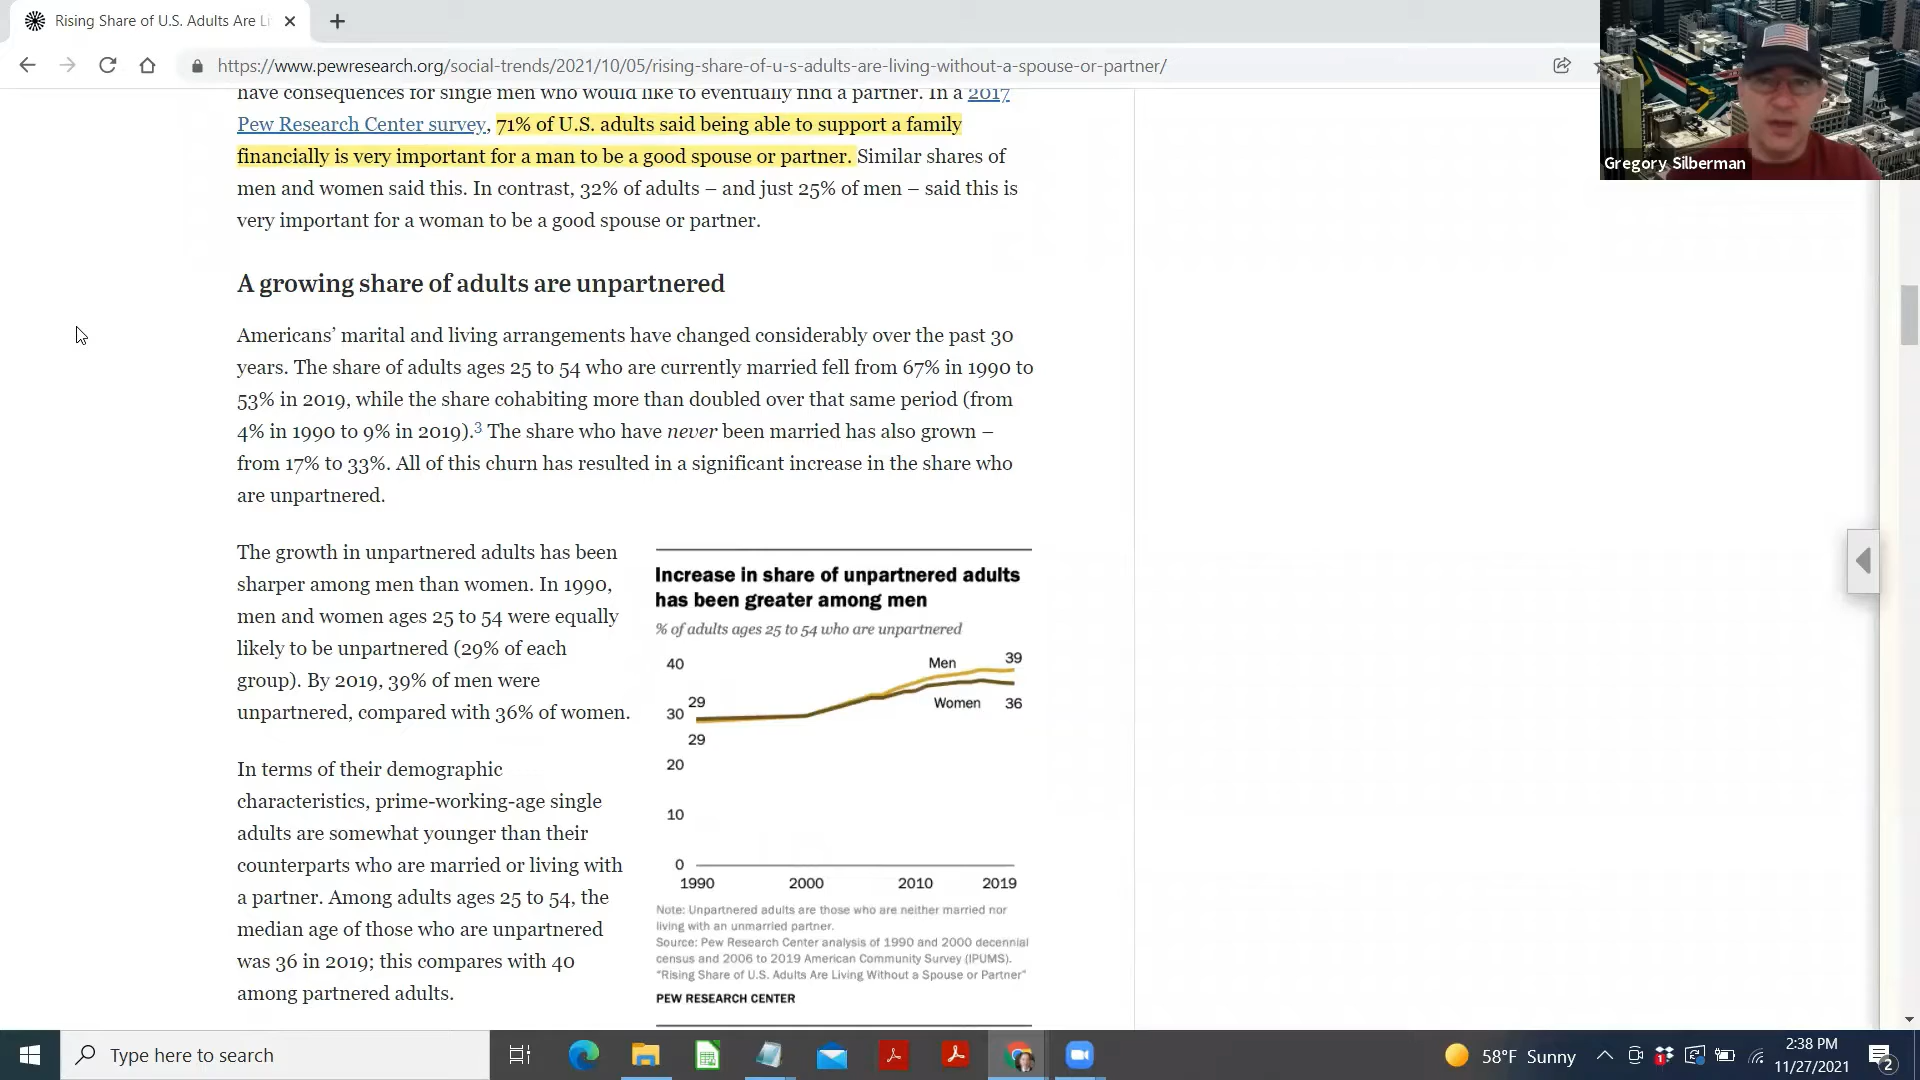 Rising Share of U.S. Adults Are Li
https://www.pewresearch.org/social-trends/2021/10/05/rising-share-of-u-s-adults-are-living-without-a-spouse-or-partner/
Gregory Silberman
have consequences for single men who would like to eventually find a partner. In a 2017
Pew Research Center survey, 71% of U.S. adults said being able to support a family
financially is very important for a man to be a good spouse or partner. Similar shares of
men and women said this. In contrast, 32% of adults – and just 25% of men – said this is
very important for a woman to be a good spouse or partner.
A growing share of adults are unpartnered
Americans’ marital and living arrangements have changed considerably over the past 30
years. The share of adults ages 25 to 54 who are currently married fell from 67% in 1990 to
53% in 2019, while the share cohabiting more than doubled over that same period (from
4% in 1990 to 9% in 2019).3 The share who have never been married has also grown –
from 17% to 33%. All of this churn has resulted in a significant increase in the share who
are unpartnered.
The growth in unpartnered adults has been
sharper among men than women. In 1990,
men and women ages 25 to 54 were equally
likely to be unpartnered (29% of each
group). By 2019, 39% of men were
unpartnered, compared with 36% of women.
In terms of their demographic
characteristics, prime-working-age single
adults are somewhat younger than their
counterparts who are married or living with
a partner. Among adults ages 25 to 54, the
median age of those who are unpartnered
was 36 in 2019; this compares with 40
among partnered adults.
Increase in share of unpartnered adults
has been greater among men
% of adults ages 25 to 54 who are unpartnered
40 Men 39
29
30 Women 36
29
20
10
0
1990 2000 2010 2019
Note: Unpartnered adults are those who are neither married nor
living with an unmarried partner.
Source: Pew Research Center analysis of 1990 and 2000 decennial
census and 2006 to 2019 American Community Survey (IPUMS).
“Rising Share of U.S. Adults Are Living Without a Spouse or Partner”
PEW RESEARCH CENTER
Type here to search
58°F Sunny
1
2:38 PM
11/27/2021
2